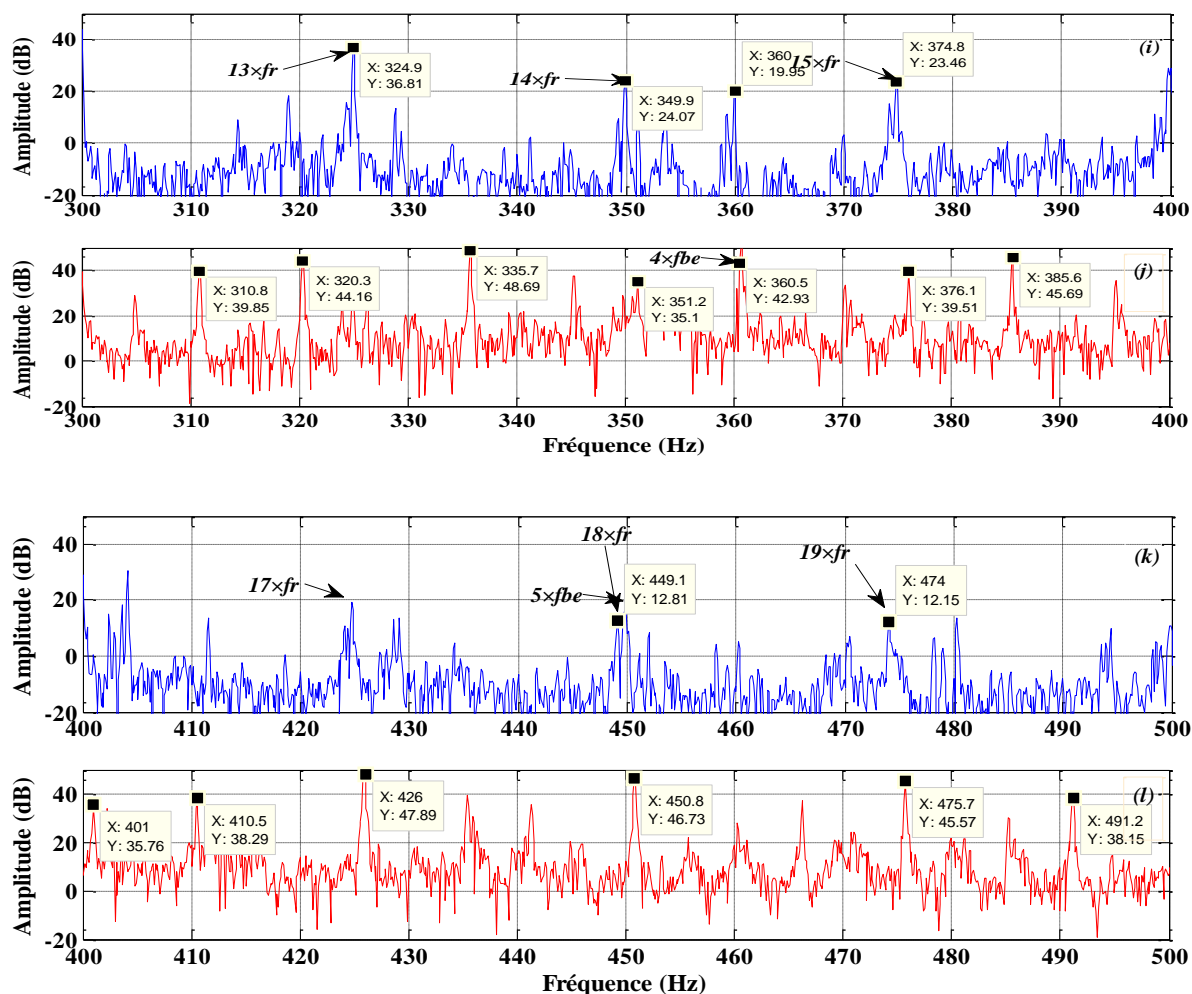 Amplitude (dB)
40
20
0
-20
13×fr
X: 324.9
Y: 36.81
14×fr
X: 349.9
Y: 24.07
X: 360
Y: 19.95
15×fr
X: 374.8
Y: 23.46
(i)
300 310 320 330 340 350 360 370 380 390 400
Amplitude (dB)
40
20
0
-20
X: 310.8
Y: 39.85
X: 320.3
Y: 44.16
X: 335.7
Y: 48.69
X: 351.2
Y: 35.1
4×fbe
X: 360.5
Y: 42.93
X: 376.1
Y: 39.51
X: 385.6
Y: 45.69
(j)
300 310 320 330 340 350 360 370 380 390 400
Fréquence (Hz)
Amplitude (dB)
40
20
0
-20
17×fr
18×fr
5×fbe
X: 449.1
Y: 12.81
19×fr
X: 474
Y: 12.15
(k)
400 410 420 430 440 450 460 470 480 490 500
Amplitude (dB)
40
20
0
-20
X: 401
Y: 35.76
X: 410.5
Y: 38.29
X: 426
Y: 47.89
X: 450.8
Y: 46.73
X: 475.7
Y: 45.57
X: 491.2
Y: 38.15
(l)
400 410 420 430 440 450 460 470 480 490 500
Fréquence (Hz)